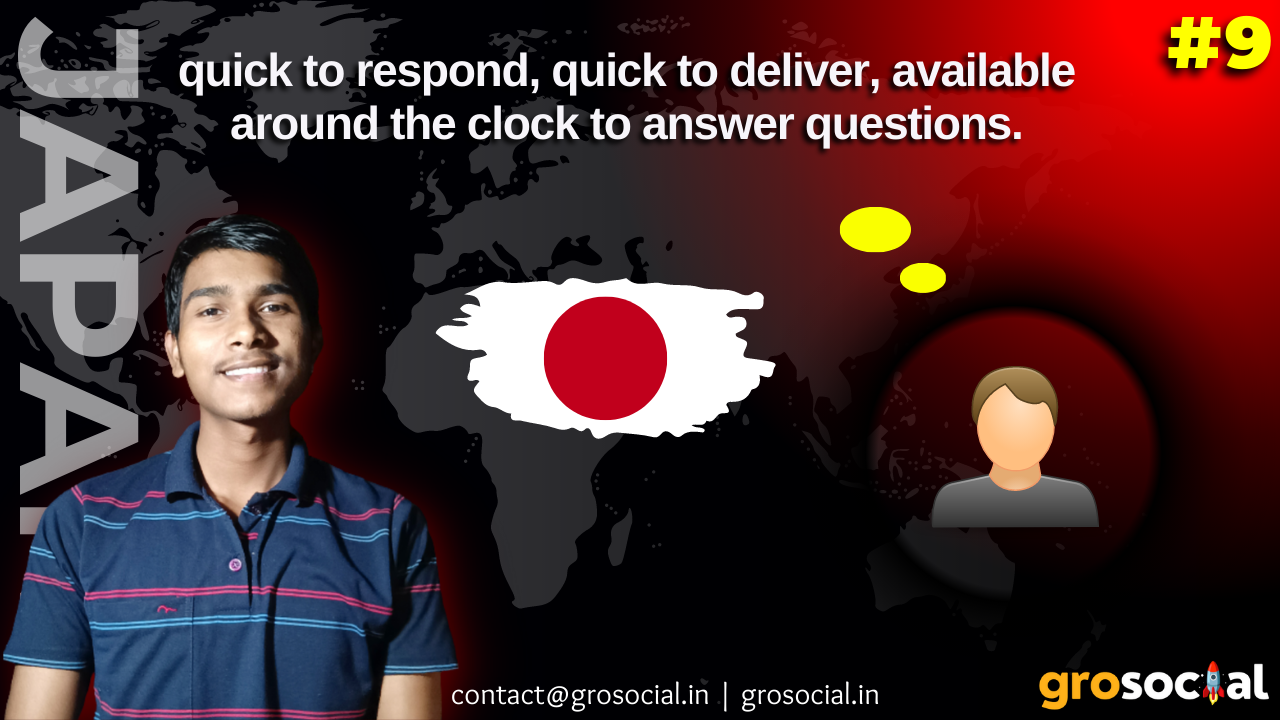 #9
quick to respond, quick to deliver, available
around the clock to answer questions.
JAPA
contact@grosocial.in | grosocial.in
grosocial